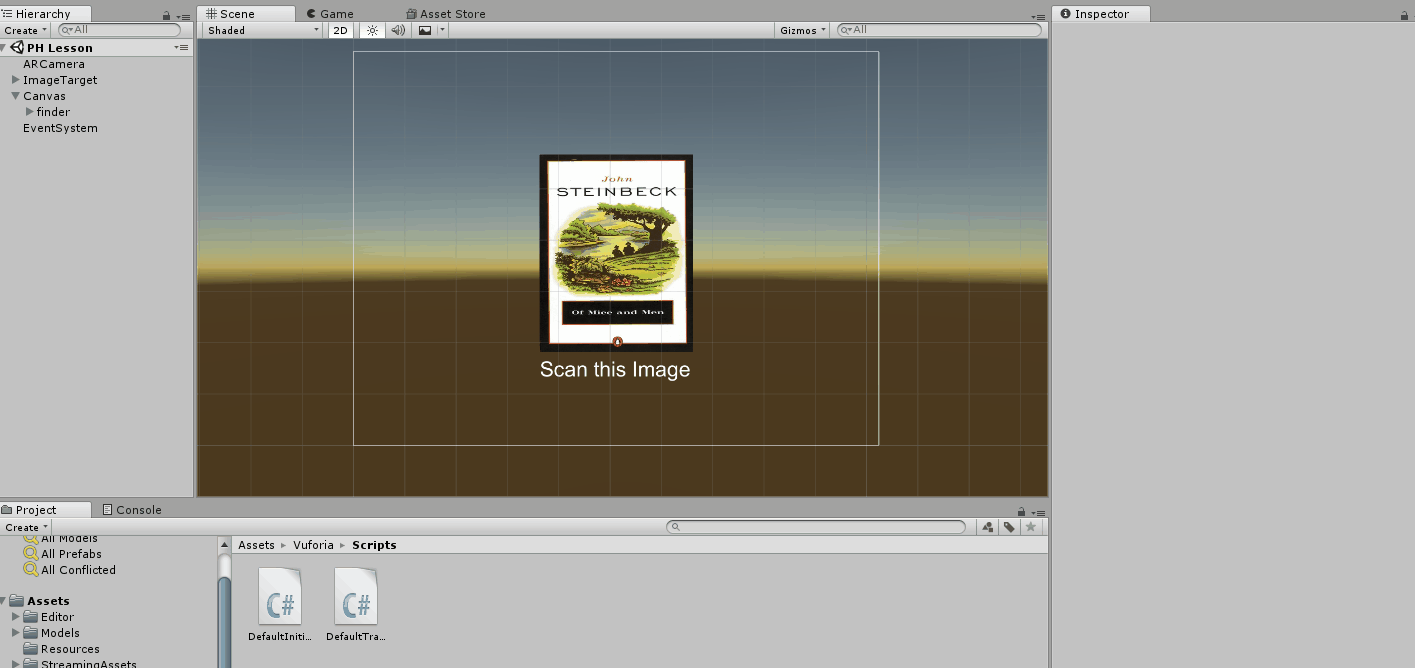 Hierarchy
Create
All
PH Lesson
ARCamera
ImageTarget
Canvas
finder
EventSystem
Scene
Game
Asset Store
Shaded
2D
Gizmos
All
John
STEINBECK
Of Mice and Men
Scan this Image
Inspector
Project
Console
Create
All Models
All Prefabs
All Conflicted
Assets
Editor
Models
Resources
StreamingAssets
Assets Vuforia Scripts
C# C#
DefaultIniti... DefaultTra...